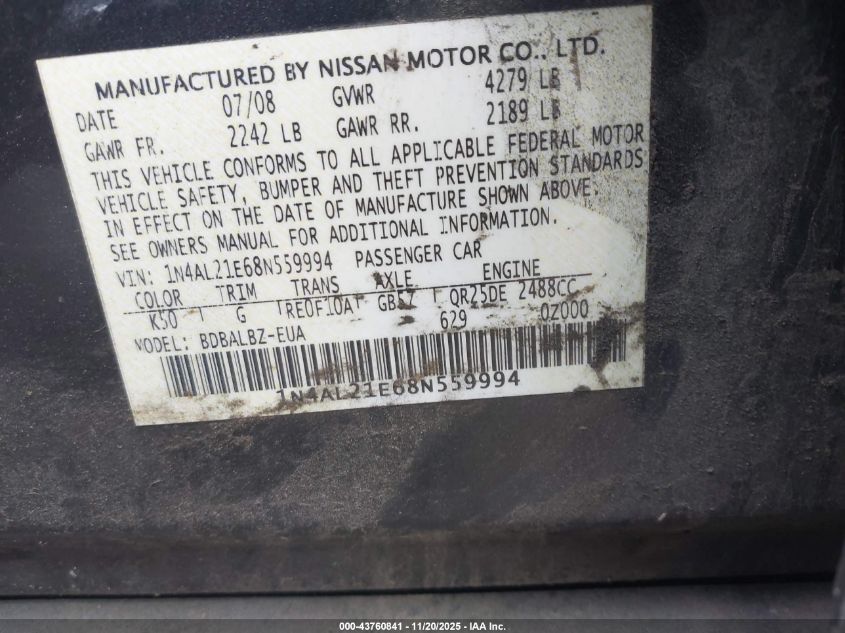 MANUFACTURED BY NISSAN MOTOR CO., LTD.
DATE 07/08 GVWR 4279 LB
GAWR FR. 2242 LB GAWR RR. 2189 LB
THIS VEHICLE CONFORMS TO ALL APPLICABLE FEDERAL MOTOR
VEHICLE SAFETY, BUMPER AND THEFT PREVENTION STANDARDS
IN EFFECT ON THE DATE OF MANUFACTURE SHOWN ABOVE.
SEE OWNERS MANUAL FOR ADDITIONAL INFORMATION.
VIN: 1N4AL21E68N559994 PASSENGER CAR
COLOR TRIM TRANS AXLE ENGINE
K50 G RE0F10A QR25DE 2488CC
629 0Z000
MODEL: BDBALBZ-EUA
1N4AL21E68N559994
000-43760841 - 11/20/2025 - IAA Inc.